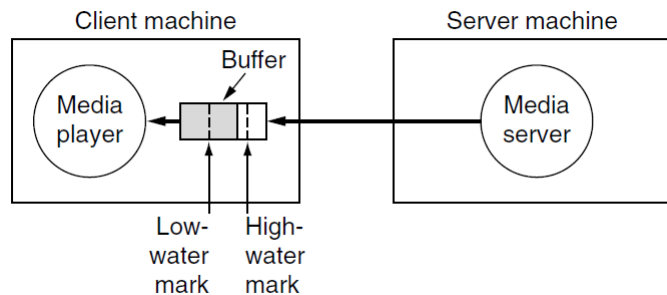 Client machine
Server machine
Buffer
Media
player
Media
server
Low-
water
mark
High-
water
mark